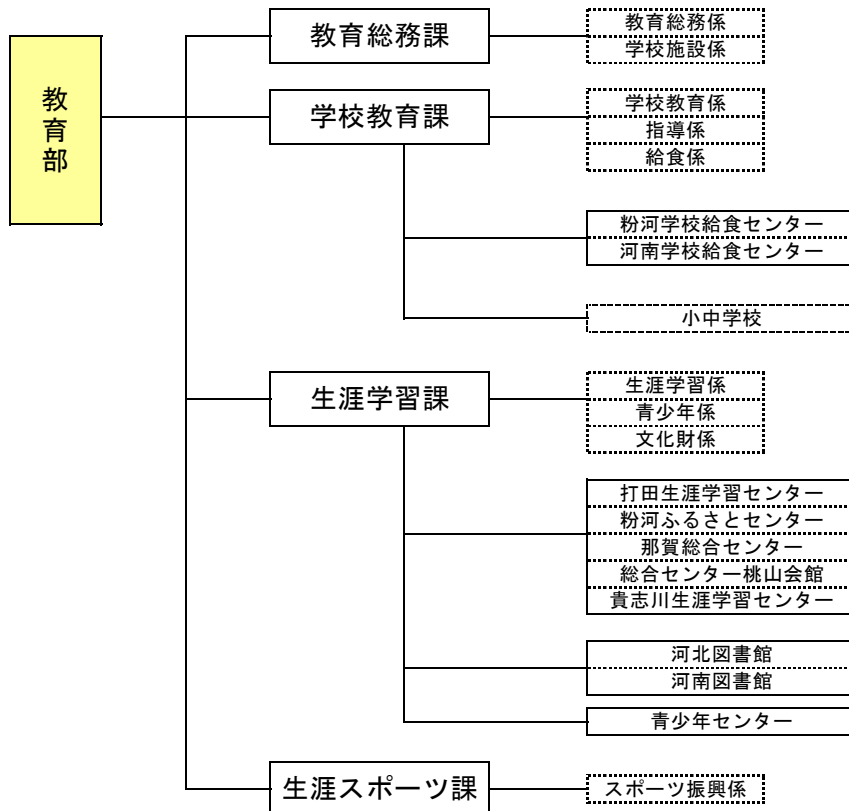 教育部
教育総務課
教育総務係
学校施設係
学校教育課
学校教育係
指導係
給食係
粉河学校給食センター
河南学校給食センター
小中学校
生涯学習課
生涯学習係
青少年係
文化財係
打田生涯学習センター
粉河ふるさとセンター
那賀総合センター
総合センター桃山会館
貴志川生涯学習センター
河北図書館
河南図書館
青少年センター
生涯スポーツ課
スポーツ振興係